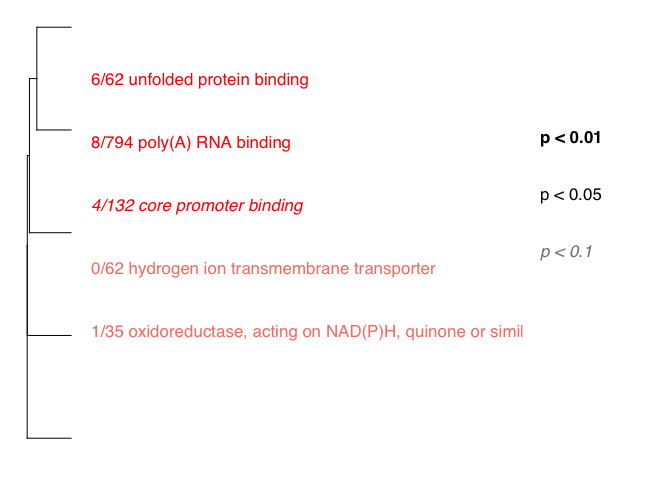 6/62 unfolded protein binding
8/794 poly(A) RNA binding
p < 0.01
p < 0.05
4/132 core promoter binding
p < 0.1
0/62 hydrogen ion transmembrane transporter
1/35 oxidoreductase, acting on NAD(P)H, quinone or simil